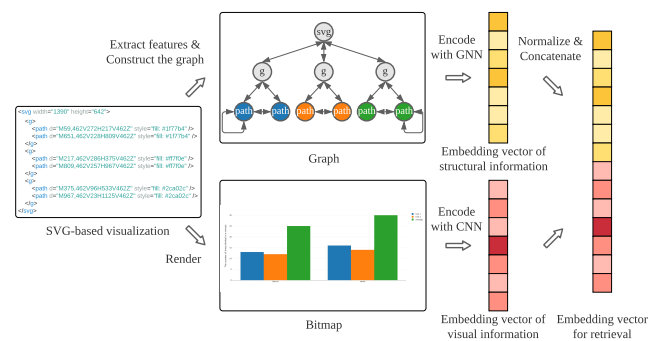 Extract features &
Construct the graph
<svg width="1390" height="642">
<g>
<path d="M59,462V272H217V462Z" style="fill: #1f77b4" />
<path d="M651,462V228H809V462Z" style="fill: #1f77b4" />
</g>
<g>
<path d="M217,462V286H375V462Z" style="fill: #ff7f0e" />
<path d="M809,462V257H967V462Z" style="fill: #ff7f0e" />
</g>
<g>
<path d="M375,462V96H533V462Z" style="fill: #2ca02c" />
<path d="M967,462V23H1125V462Z" style="fill: #2ca02c" />
</g>
</svg>
SVG-based visualization
Render
svg
g g g
path path path path path path
Graph
Bitmap
Encode
with GNN
Embedding vector of
structural information
Encode
with CNN
Embedding vector of
visual information
Normalize &
Concatenate
Embedding vector
for retrieval